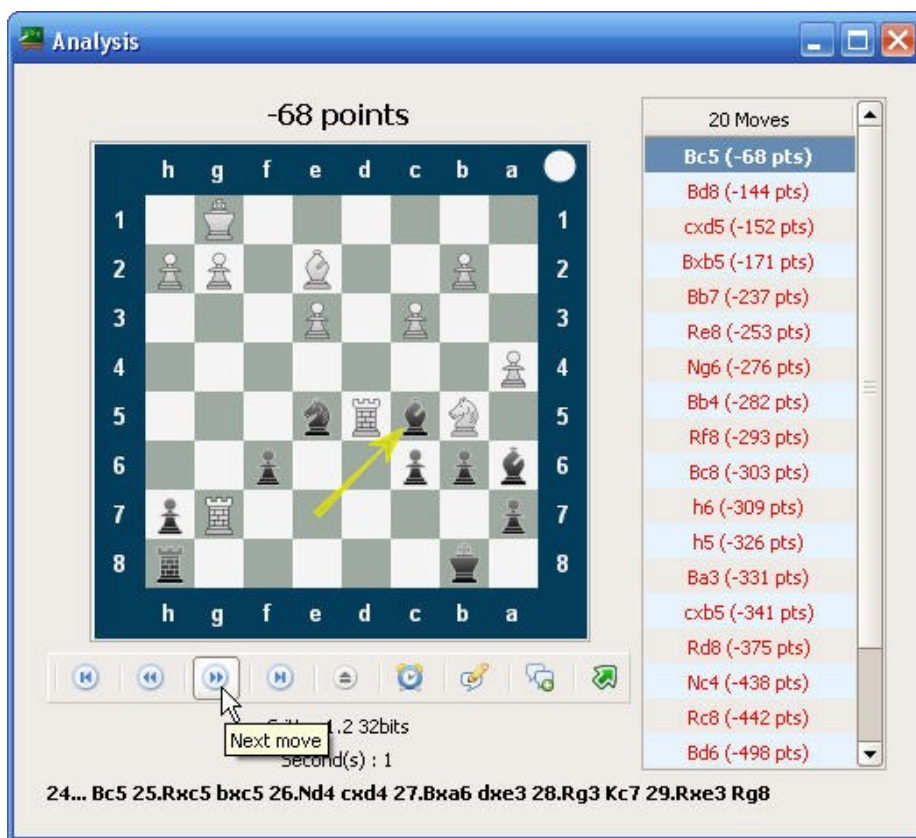 Analysis
-68 points
20 Moves
h g f e d c b a
1 1
2 2
3 3
4 4
5 5
6 6
7 7
8 8
h g f e d c b a
Bc5 (-68 pts)
Bd8 (-144 pts)
cxd5 (-152 pts)
Bxb5 (-171 pts)
Bb7 (-237 pts)
Re8 (-253 pts)
Ng6 (-276 pts)
Bb4 (-282 pts)
Rf8 (-293 pts)
Bc8 (-303 pts)
h6 (-309 pts)
h5 (-326 pts)
Ba3 (-331 pts)
cxb5 (-341 pts)
Rd8 (-375 pts)
Nc4 (-438 pts)
Rc8 (-442 pts)
Bd6 (-498 pts)
1.2 32bits
Next move
Second(s) : 1
24... Bc5 25.Rxc5 bxc5 26.Nd4 cxd4 27.Bxa6 dxe3 28.Rg3 Kc7 29.Rxe3 Rg8